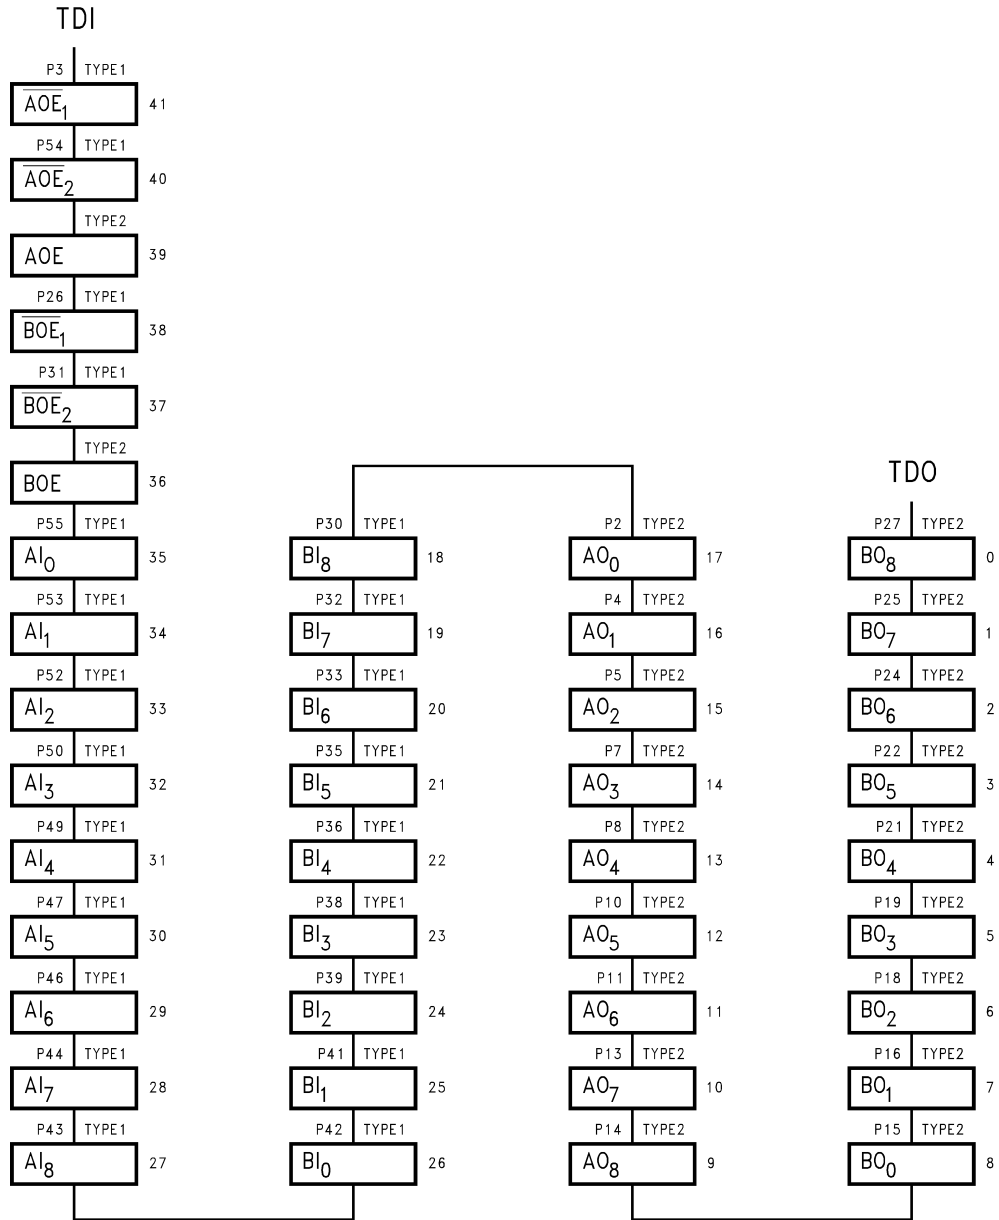 TDI
P3 TYPE1
AOE1 41
P54 TYPE1
AOE2 40
TYPE2
AOE 39
P26 TYPE1
BOE1 38
P31 TYPE1
BOE2 37
TYPE2
BOE 36
P55 TYPE1
AI0 35
P53 TYPE1
AI1 34
P52 TYPE1
AI2 33
P50 TYPE1
AI3 32
P49 TYPE1
AI4 31
P47 TYPE1
AI5 30
P46 TYPE1
AI6 29
P44 TYPE1
AI7 28
P43 TYPE1
AI8 27
P30 TYPE1
BI8 18
P32 TYPE1
BI7 19
P33 TYPE1
BI6 20
P35 TYPE1
BI5 21
P36 TYPE1
BI4 22
P38 TYPE1
BI3 23
P39 TYPE1
BI2 24
P41 TYPE1
BI1 25
P42 TYPE1
BI0 26
P2 TYPE2
AO0 17
P4 TYPE2
AO1 16
P5 TYPE2
AO2 15
P7 TYPE2
AO3 14
P8 TYPE2
AO4 13
P10 TYPE2
AO5 12
P11 TYPE2
AO6 11
P13 TYPE2
AO7 10
P14 TYPE2
AO8 9
TDO
P27 TYPE2
BO8 0
P25 TYPE2
BO7 1
P24 TYPE2
BO6 2
P22 TYPE2
BO5 3
P21 TYPE2
BO4 4
P19 TYPE2
BO3 5
P18 TYPE2
BO2 6
P16 TYPE2
BO1 7
P15 TYPE2
BO0 8